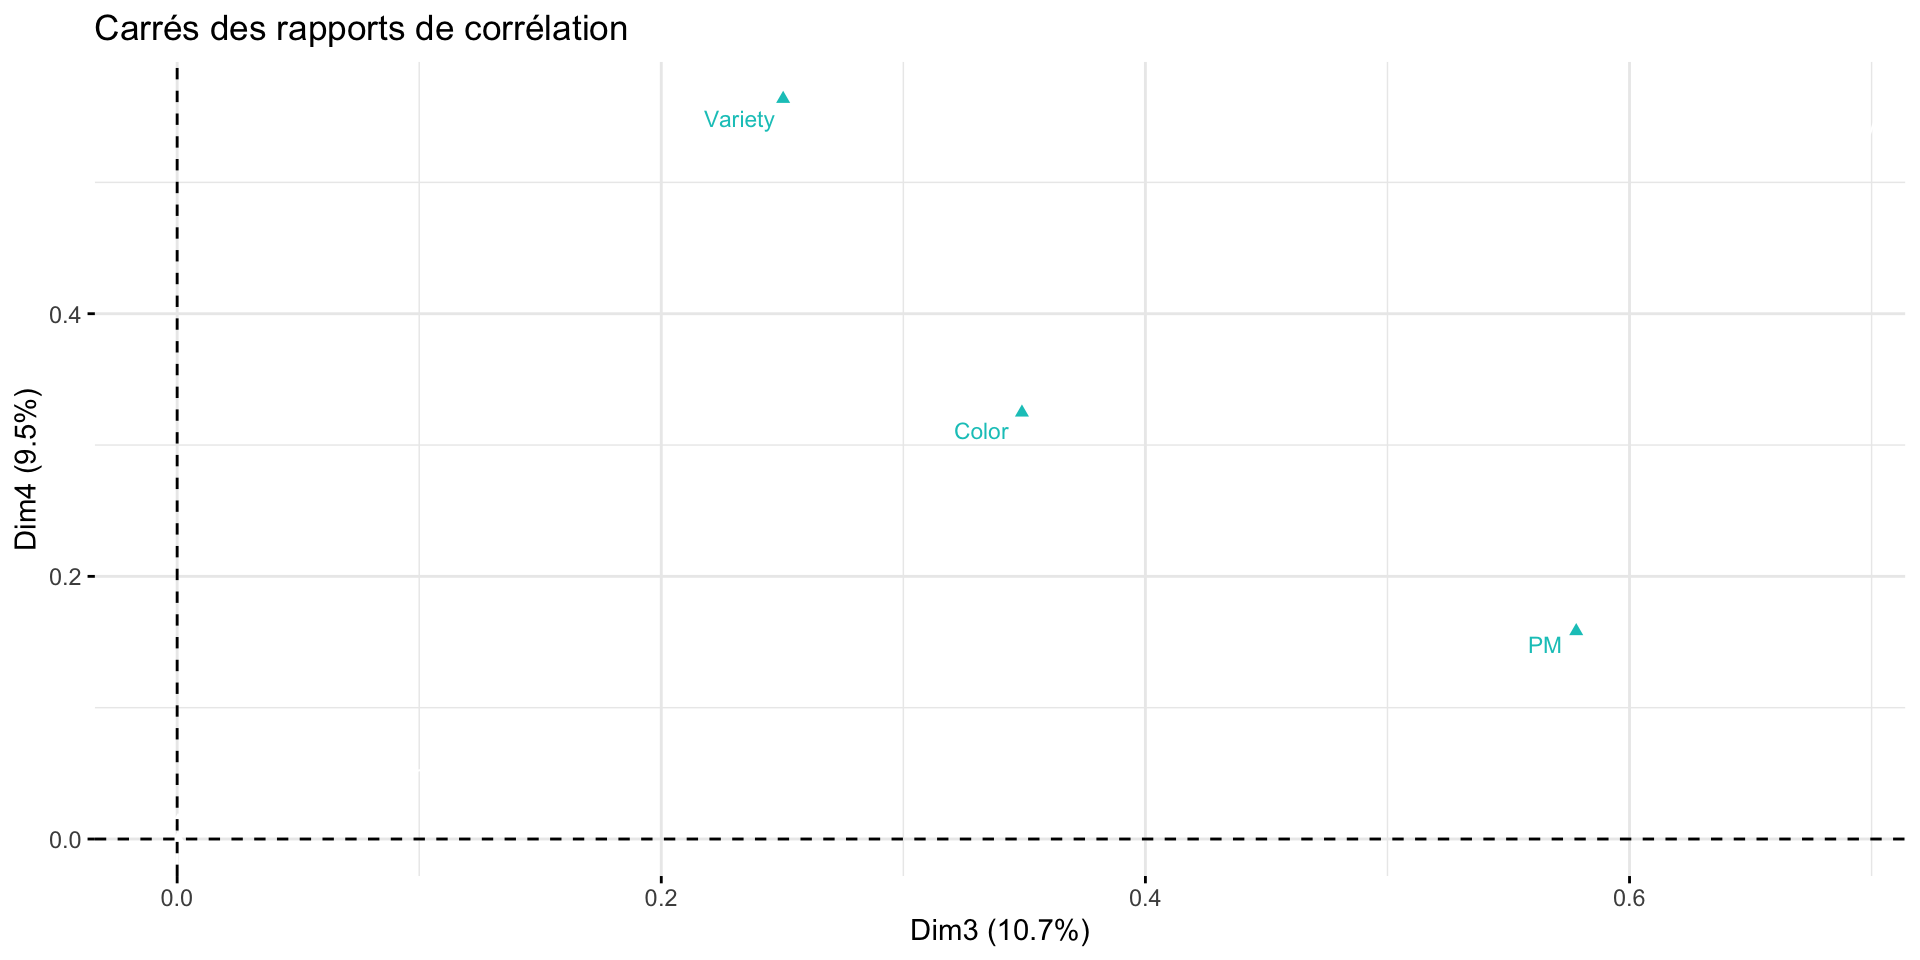 Carrés des rapports de corrélation
Variety
Color
PM
0.4
0.2
0.0
0.0 0.2 0.4 0.6
Dim3 (10.7%)
Dim4 (9.5%)